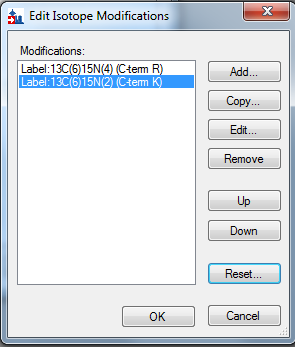 Edit Isotope Modifications
Modifications:
Label:13C(6)15N(4) (C-term R)
Label:13C(6)15N(2) (C-term K)
Add...
Copy...
Edit...
Remove
Up
Down
Reset...
OK
Cancel